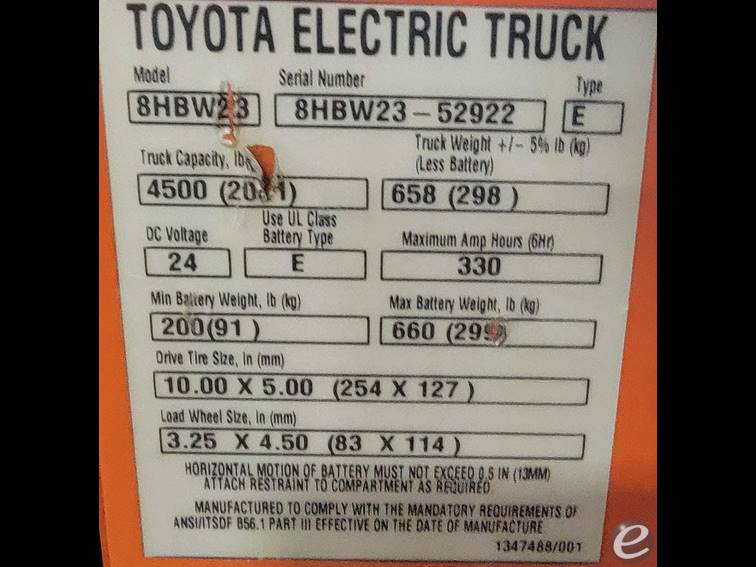 TOYOTA ELECTRIC TRUCK
Model Serial Number Type
8HBW23 8HBW23-52922 E
Truck Capacity, lb Truck Weight +/- 5% lb (kg)
(Less Battery)
4500 658 (298 )
DC Voltage Use UL Class
Battery Type Maximum Amp Hours (6Hr)
24 E 330
Min Battery Weight, lb (kg) Max Battery Weight, lb (kg)
200(91 ) 660 (299)
Drive Tire Size, in (mm)
10.00 X 5.00 (254 X 127 )
Load Wheel Size, in (mm)
3.25 X 4.50 (83 X 114 )
HORIZONTAL MOTION OF BATTERY MUST NOT EXCEED 0.5 IN (13MM)
ATTACH RESTRAINT TO COMPARTMENT AS REQUIRED
MANUFACTURED TO COMPLY WITH THE MANDATORY REQUIREMENTS OF
ANSI/ITSDF B56.1 PART III EFFECTIVE ON THE DATE OF MANUFACTURE
1347488/001
e